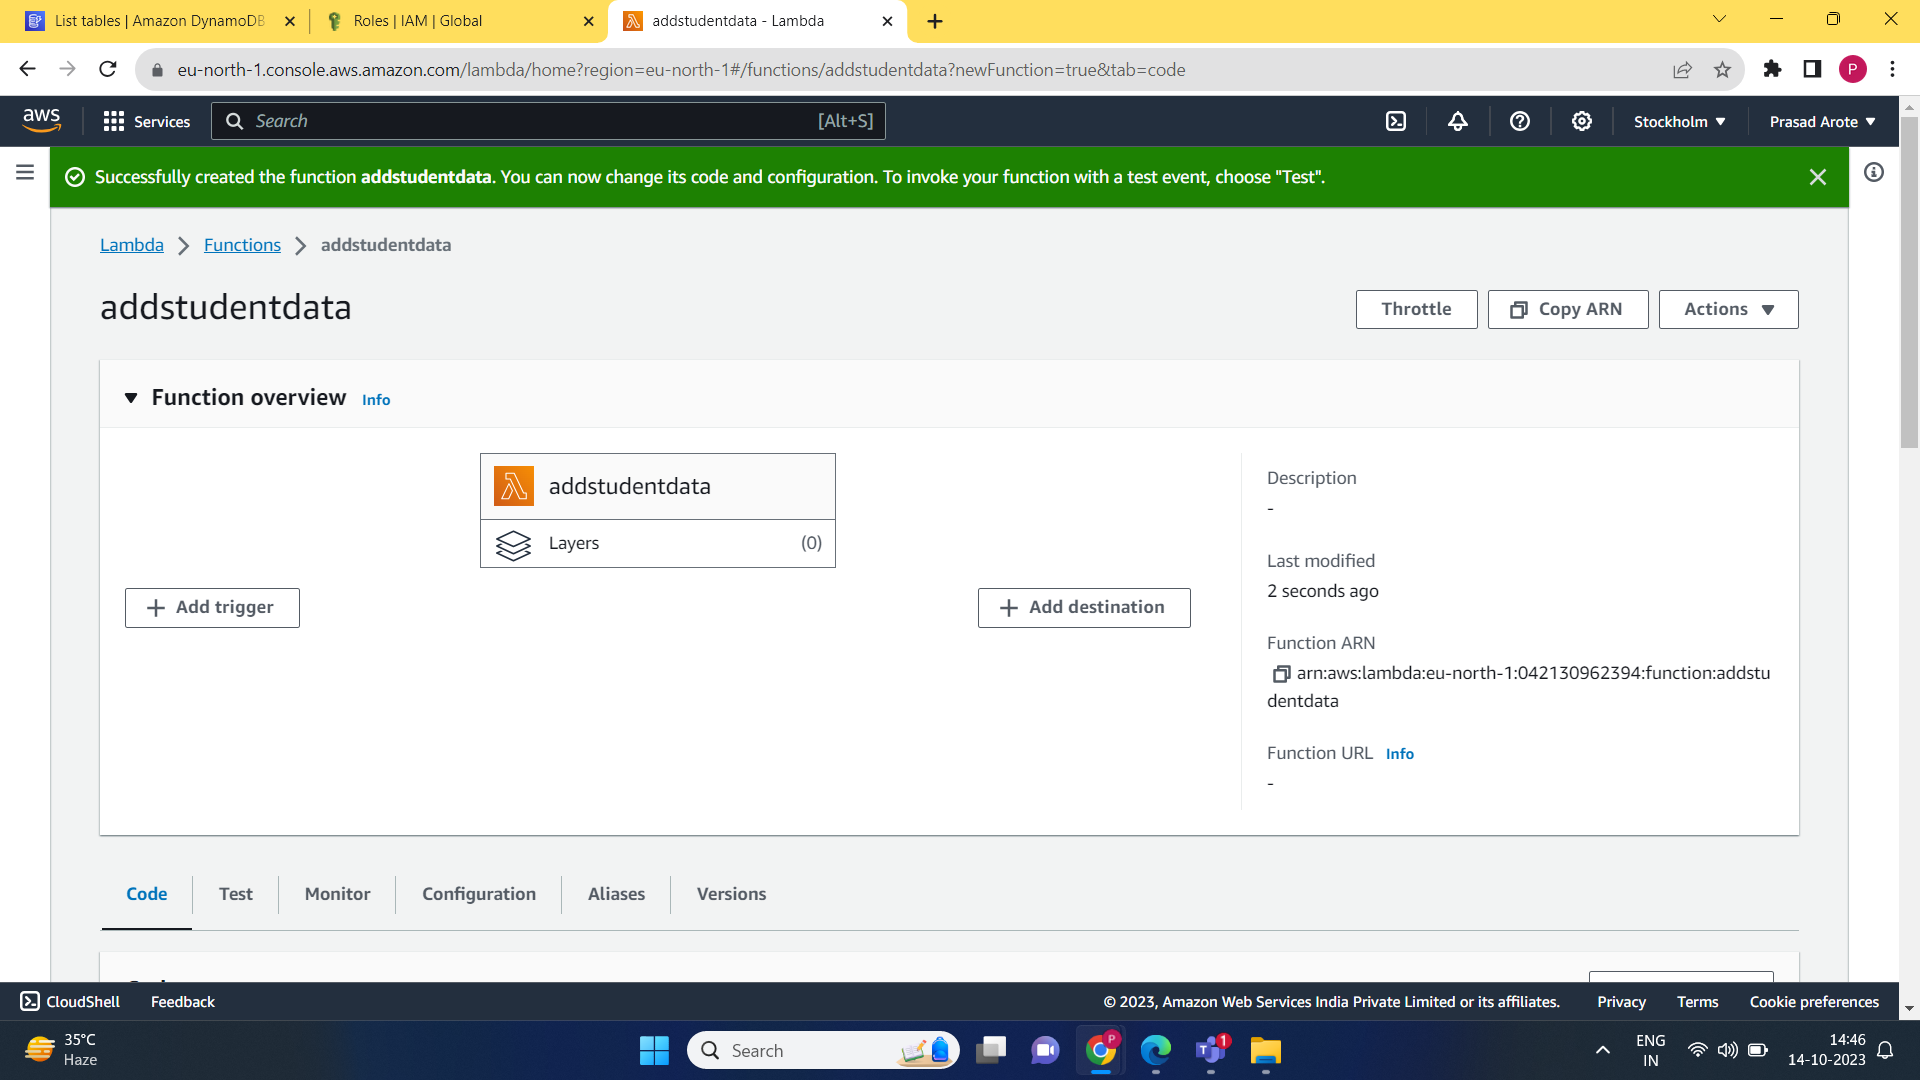 List tables | Amazon DynamoDB
Roles | IAM | Global
addstudentdata - Lambda
eu-north-1.console.aws.amazon.com/lambda/home?region=eu-north-1#/functions/addstudentdata?newFunction=true&tab=code
P
aws
Services
Search
[Alt+S]
Stockholm
Prasad Arote
Successfully created the function addstudentdata. You can now change its code and configuration. To invoke your function with a test event, choose "Test".
Lambda
Functions
addstudentdata
addstudentdata
Throttle
Copy ARN
Actions
Function overview
Info
addstudentdata
Layers
(0)
Add trigger
Add destination
Description
-
Last modified
2 seconds ago
Function ARN
arn:aws:lambda:eu-north-1:042130962394:function:addstu
dentdata
Function URL Info
-
Code
Test
Monitor
Configuration
Aliases
Versions
CloudShell
Feedback
© 2023, Amazon Web Services India Private Limited or its affiliates.
Privacy
Terms
Cookie preferences
35°C
Haze
Search
P
1
ENG
IN
14:46
14-10-2023